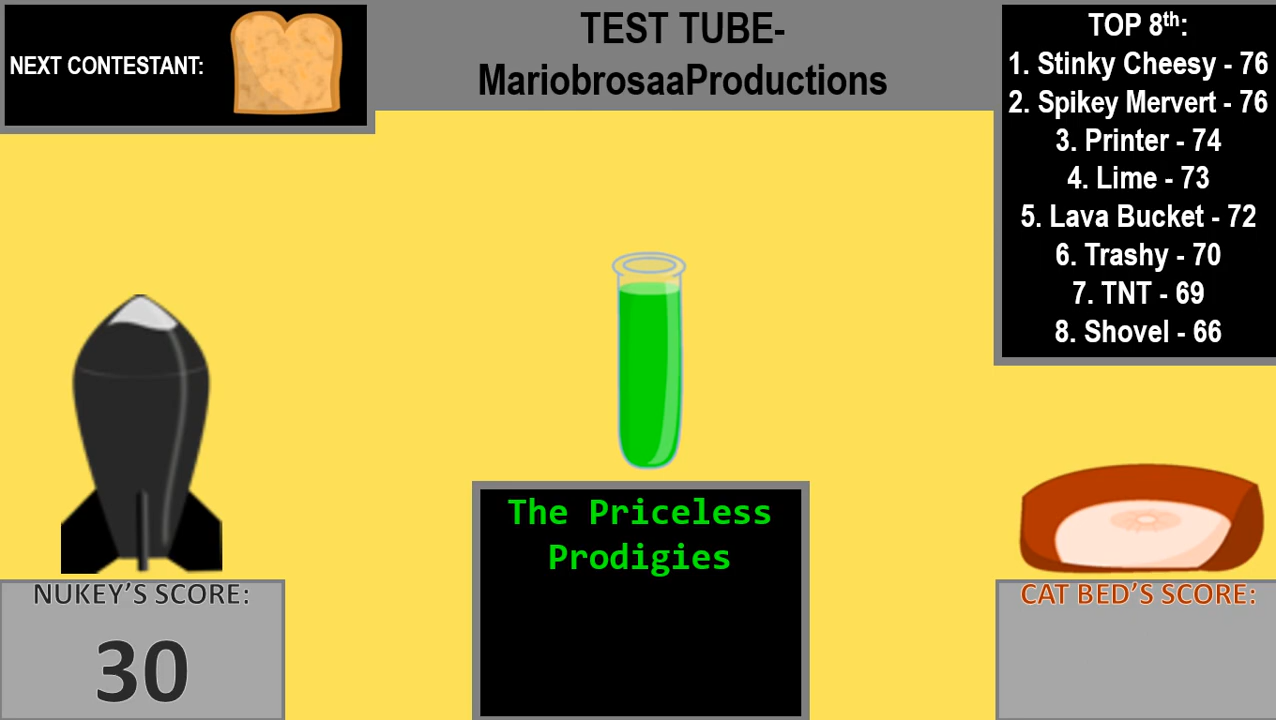 NEXT CONTESTANT:
TEST TUBE-
MariobrosaaProductions
TOP 8th:
1. Stinky Cheesy - 76
2. Spikey Mervert - 76
3. Printer - 74
4. Lime - 73
5. Lava Bucket - 72
6. Trashy - 70
7. TNT - 69
8. Shovel - 66
The Priceless
Prodigies
NUKEY'S SCORE:
30
CAT BED'S SCORE: